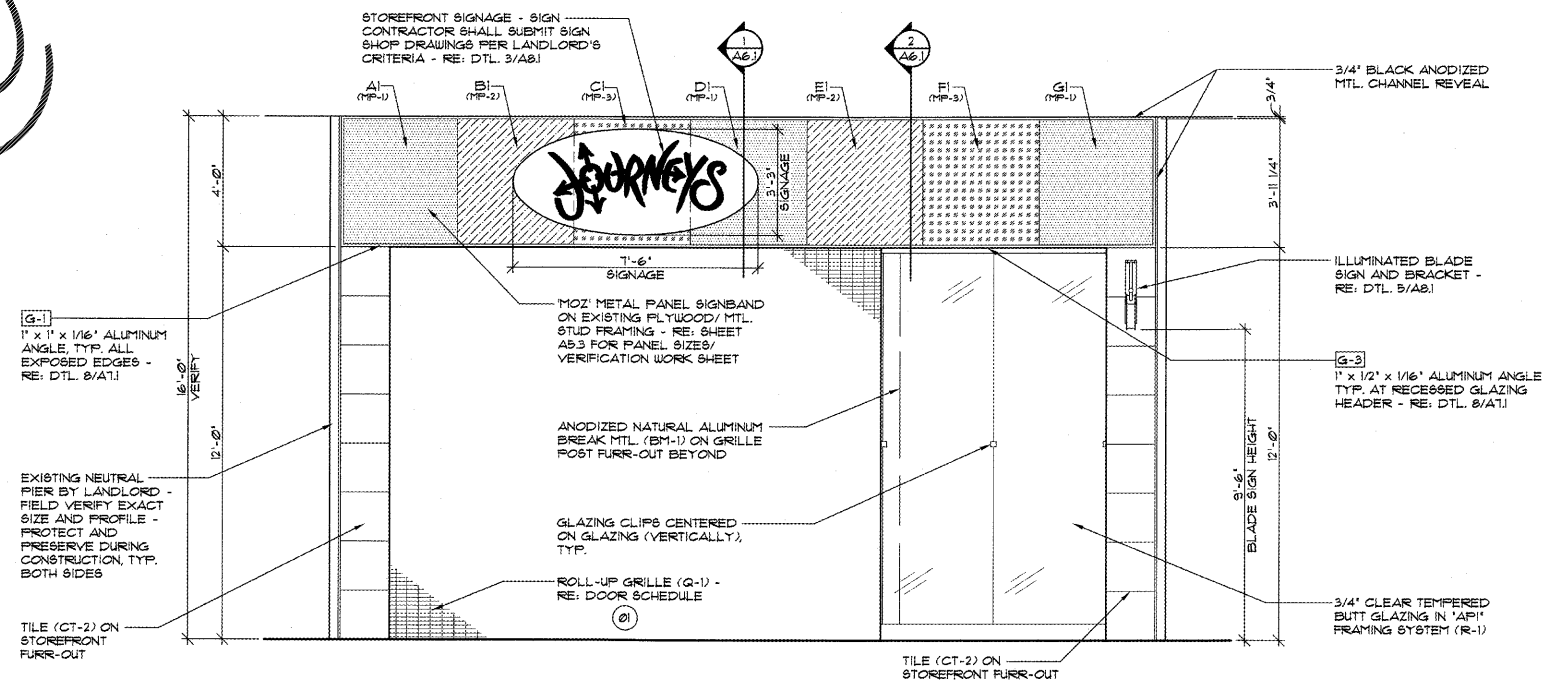 STOREFRONT SIGNAGE - SIGN
CONTRACTOR SHALL SUBMIT SIGN
SHOP DRAWINGS PER LANDLORD'S
CRITERIA - RE: DTL. 3/A8.1
1
A6.1
2
A6.1
3/4" BLACK ANODIZED
MTL. CHANNEL REVEAL
A1
(MP-1)
B1
(MP-2)
C1
(MP-3)
D1
(MP-1)
E1
(MP-2)
F1
(MP-3)
G1
(MP-1)
3/4"
4'-0"
JOURNEYS
3'-3"
SIGNAGE
3'-11 1/4"
7'-6"
SIGNAGE
ILLUMINATED BLADE
SIGN AND BRACKET -
RE: DTL. 5/A8.1
'MOZ' METAL PANEL SIGNBAND
ON EXISTING PLYWOOD/ MTL.
STUD FRAMING - RE: SHEET
A5.3 FOR PANEL SIZES/
VERIFICATION WORK SHEET
G-1
1" x 1" x 1/16" ALUMINUM
ANGLE, TYP. ALL
EXPOSED EDGES -
RE: DTL. 8/A7.1
16'-0"
VERIFY
G-3
1" x 1/2" x 1/16" ALUMINUM ANGLE
TYP. AT RECESSED GLAZING
HEADER - RE: DTL. 8/A7.1
ANODIZED NATURAL ALUMINUM
BREAK MTL. (BM-1) ON GRILLE
POST FURR-OUT BEYOND
12'-0"
9'-6"
BLADE SIGN HEIGHT
12'-0"
EXISTING NEUTRAL
PIER BY LANDLORD -
FIELD VERIFY EXACT
SIZE AND PROFILE -
PROTECT AND
PRESERVE DURING
CONSTRUCTION, TYP.
BOTH SIDES
GLAZING CLIPS CENTERED
ON GLAZING (VERTICALLY),
TYP.
ROLL-UP GRILLE (Q-1) -
RE: DOOR SCHEDULE
01
3/4" CLEAR TEMPERED
BUTT GLAZING IN "API"
FRAMING SYSTEM (R-1)
TILE (CT-2) ON
STOREFRONT
FURR-OUT
TILE (CT-2) ON
STOREFRONT FURR-OUT